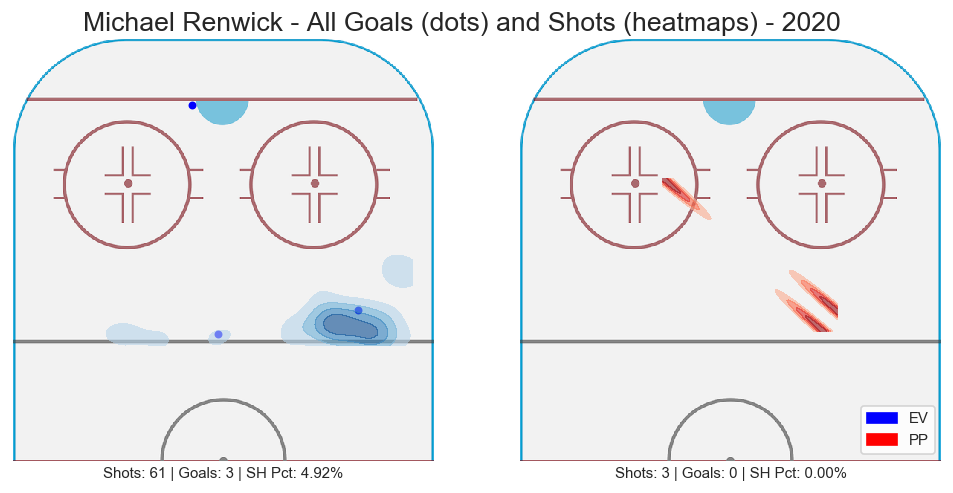 Michael Renwick - All Goals (dots) and Shots (heatmaps) - 2020
EV
PP
Shots: 61 | Goals: 3 | SH Pct: 4.92%
Shots: 3 | Goals: 0 | SH Pct: 0.00%